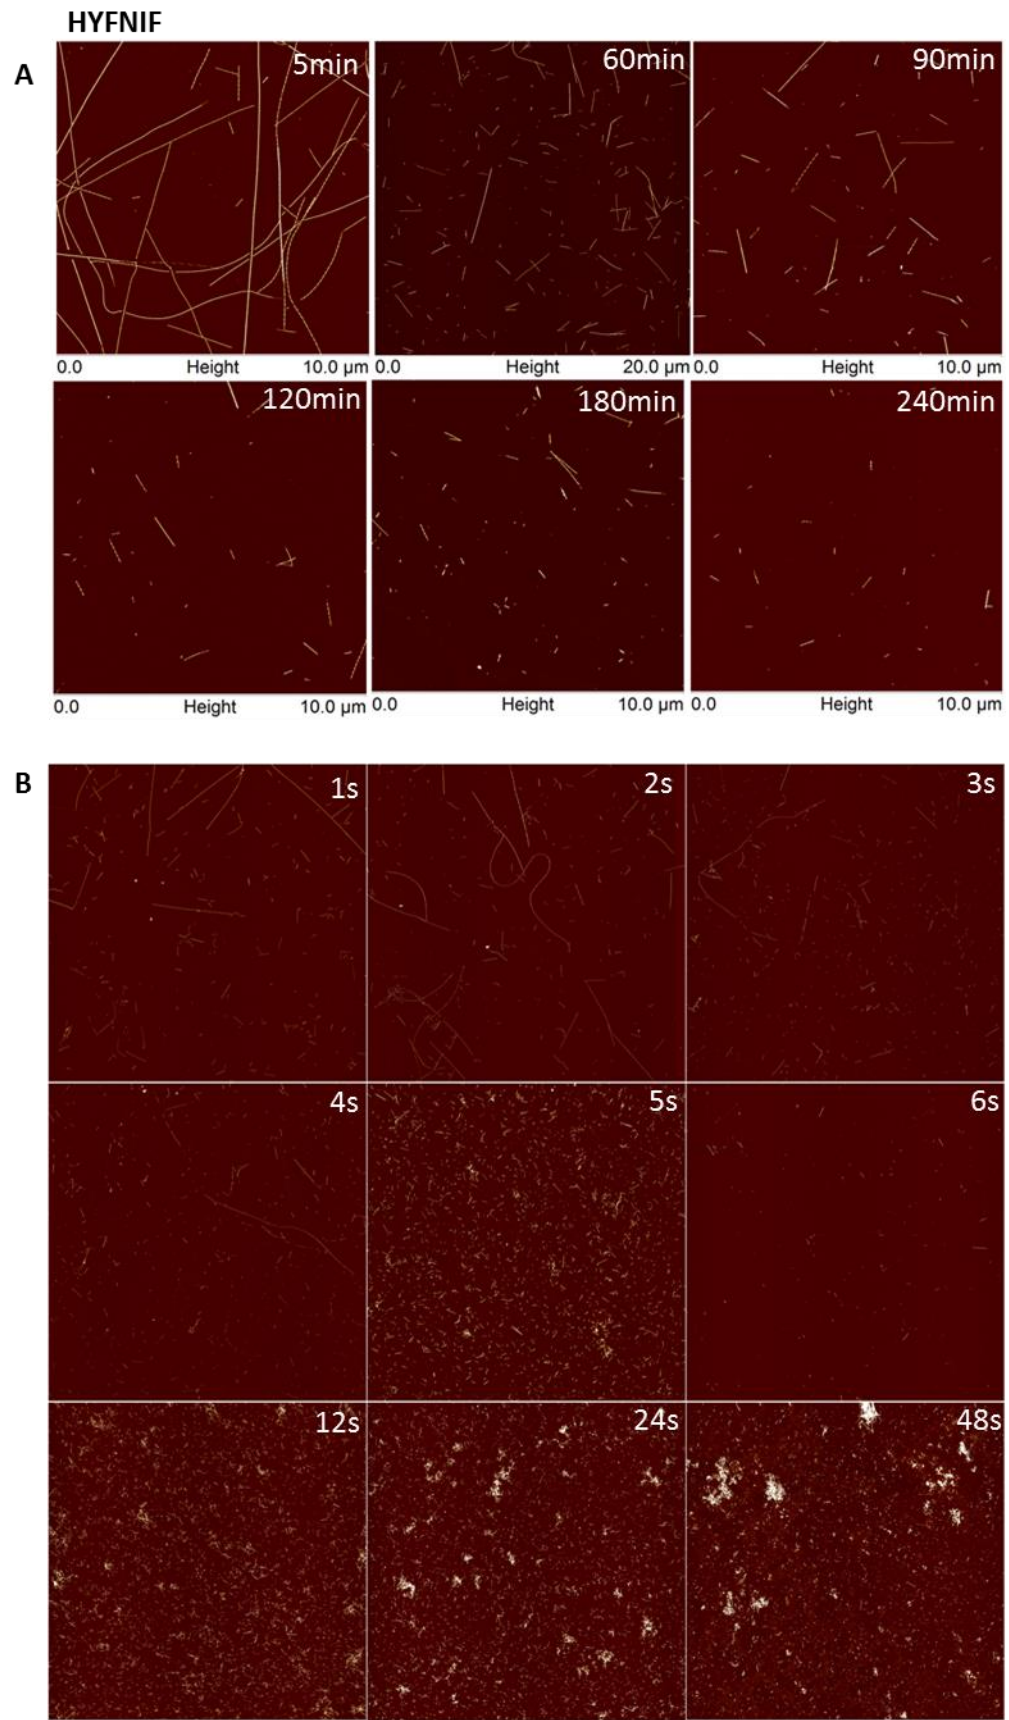 HYFNIF
A
5min 60min 90min
0.0 Height 10.0 µm 0.0 Height 20.0 µm 0.0 Height 10.0 µm
120min 180min 240min
0.0 Height 10.0 µm 0.0 Height 10.0 µm 0.0 Height 10.0 µm
B
1s 2s 3s
4s 5s 6s
12s 24s 48s